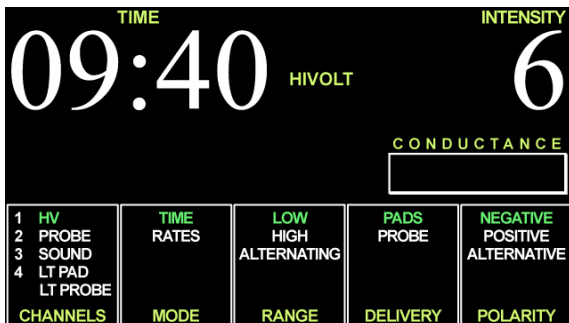 TIME
INTENSITY
09:40
HIVOLT
6
CONDUCTANCE
1 HV
2 PROBE
3 SOUND
4 LT PAD
LT PROBE
CHANNELS
TIME
RATES
MODE
LOW
HIGH
ALTERNATING
RANGE
PADS
PROBE
DELIVERY
NEGATIVE
POSITIVE
ALTERNATIVE
POLARITY